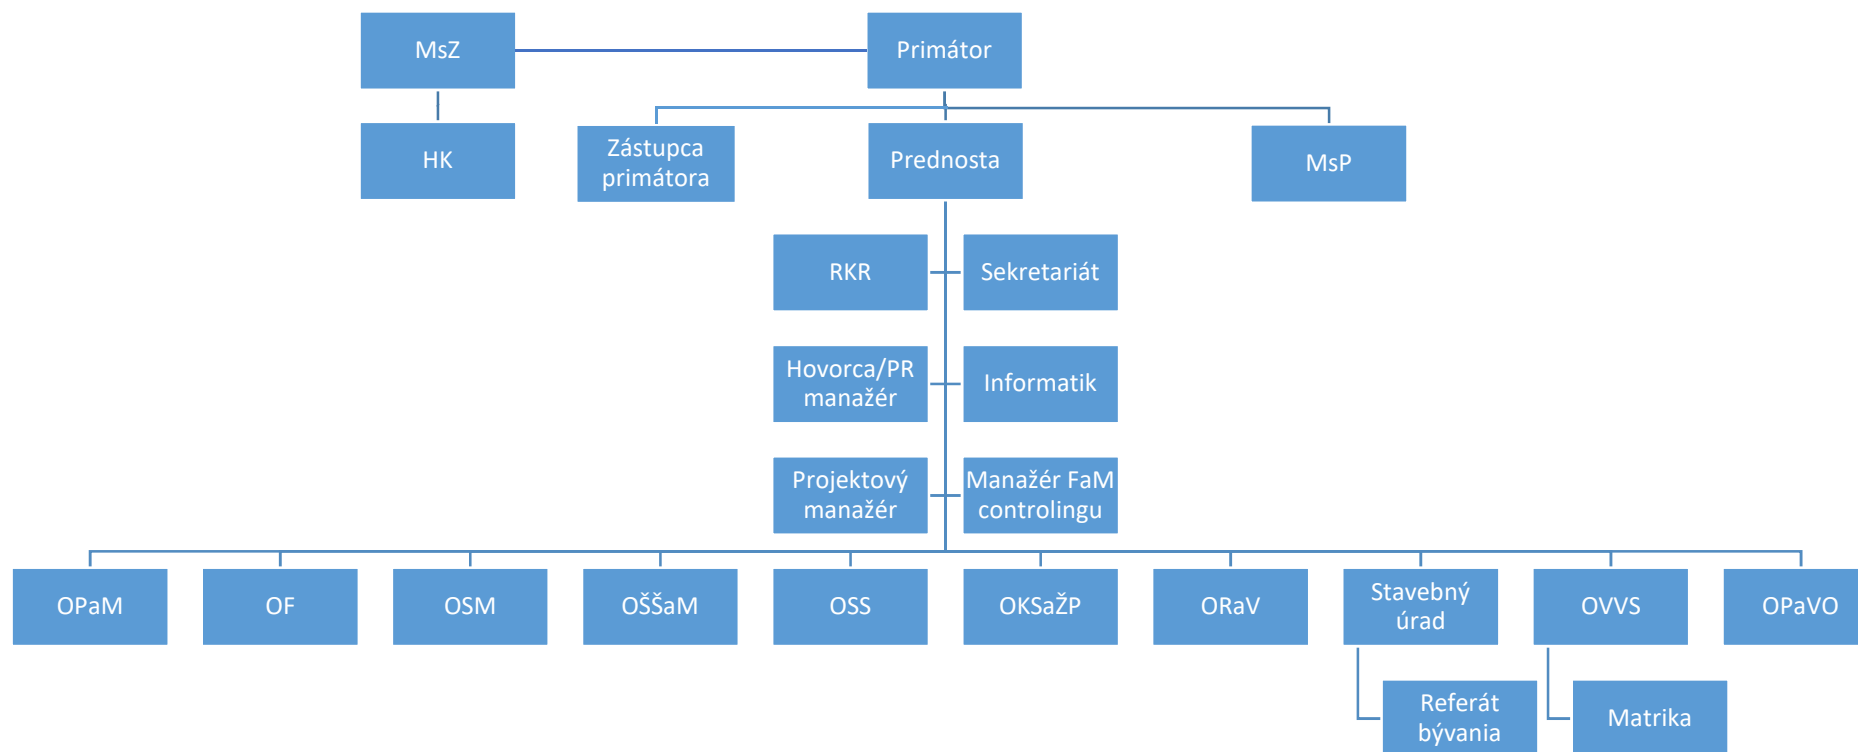 MsZ
Primátor
HK
Zástupca
primátora
Prednosta
MsP
RKR
Sekretariát
Hovorca/PR
manažér
Informatik
Projektový
manažér
Manažér FaM
controlingu
OPaM
OF
OSM
OŠŠaM
OSS
OKSaŽP
ORaV
Stavebný
úrad
OVVS
OPaVO
Referát
bývania
Matrika